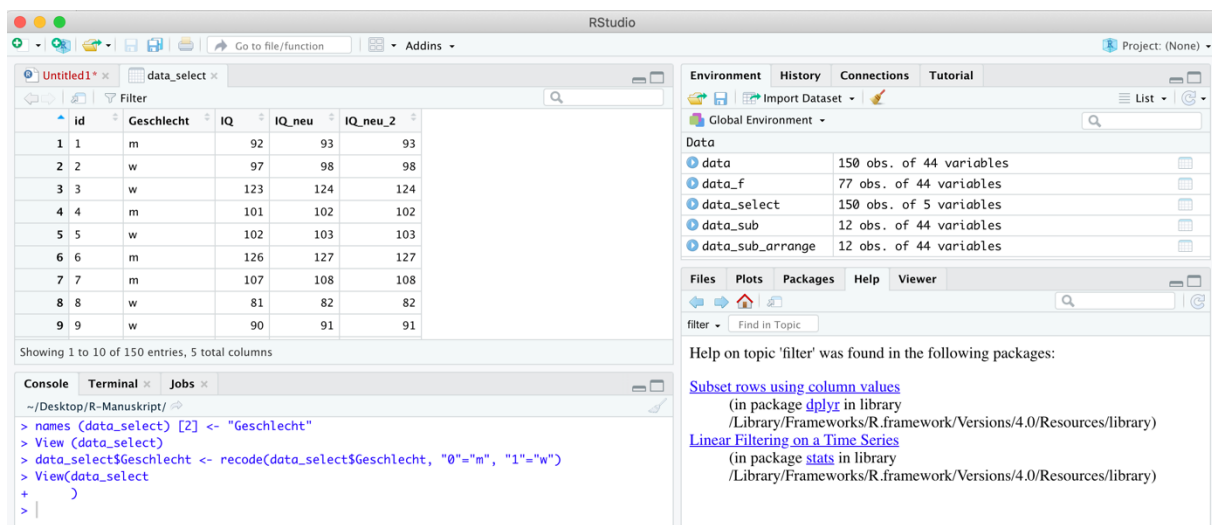 RStudio
Go to file/function Addins Project: (None)
Untitled1* data_select
Filter
id Geschlecht IQ IQ_neu IQ_neu_2
1 1 m 92 93 93
2 2 w 97 98 98
3 3 w 123 124 124
4 4 m 101 102 102
5 5 w 102 103 103
6 6 m 126 127 127
7 7 m 107 108 108
8 8 w 81 82 82
9 9 w 90 91 91
Showing 1 to 10 of 150 entries, 5 total columns
Console Terminal Jobs
~/Desktop/R-Manuskript/
> names (data_select) [2] <- "Geschlecht"
> View (data_select)
> data_select$Geschlecht <- recode(data_select$Geschlecht, "0"="m", "1"="w")
> View(data_select
+ )
>
Environment History Connections Tutorial
Import Dataset List
Global Environment
Data
data 150 obs. of 44 variables
data_f 77 obs. of 44 variables
data_select 150 obs. of 5 variables
data_sub 12 obs. of 44 variables
data_sub_arrange 12 obs. of 44 variables
Files Plots Packages Help Viewer
filter Find in Topic
Help on topic 'filter' was found in the following packages:
Subset rows using column values
(in package dplyr in library
/Library/Frameworks/R.framework/Versions/4.0/Resources/library)
Linear Filtering on a Time Series
(in package stats in library
/Library/Frameworks/R.framework/Versions/4.0/Resources/library)